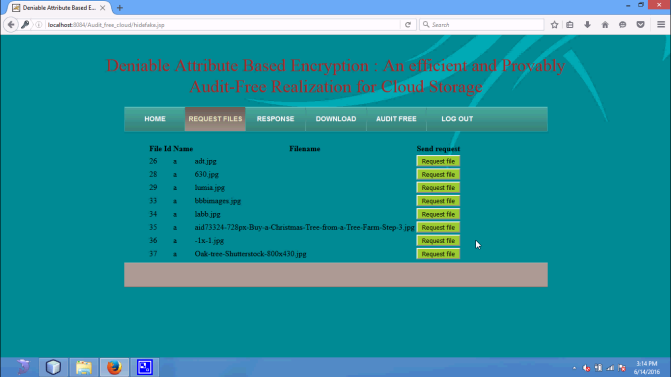 Deniable Attribute Based E...
localhost:8084/Audit_free_cloud/hidefake.jsp
Search
Deniable Attribute Based Encryption : An efficient and Provably
Audit-Free Realization for Cloud Storage
HOME REQUEST FILES RESPONSE DOWNLOAD AUDIT FREE LOG OUT
File Id Name Filename Send request
26 a adt.jpg Request file
28 a 630.jpg Request file
29 a lumia.jpg Request file
33 a bbbimages.jpg Request file
34 a labb.jpg Request file
35 a aid73324-728px-Buy-a-Christmas-Tree-from-a-Tree-Farm-Step-3.jpg Request file
36 a -1x-1.jpg Request file
37 a Oak-tree-Shutterstock-800x430.jpg Request file
3:14 PM
6/14/2016